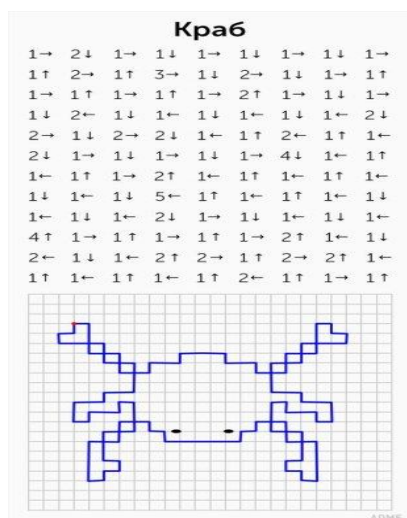 Краб
1→ 2↓ 1→ 1↓ 1→ 1↓ 1→ 1↓ 1→
1↑ 2→ 1↑ 3→ 1↓ 2→ 1↓ 1→ 1↑
1→ 1↑ 1→ 1↑ 1→ 2↑ 1→ 1↓ 1→
1↓ 2← 1↓ 1← 1↓ 1← 1↓ 1← 2↓
2→ 1↓ 2→ 2↓ 1← 1↑ 2← 1↑ 1←
2↓ 1→ 1↓ 1→ 1↓ 1→ 4↓ 1← 1↑
1← 1↑ 1→ 2↑ 1← 1↑ 1← 1↑ 1←
1↓ 1← 1↓ 5← 1↑ 1← 1↑ 1← 1↓
1← 1↓ 1← 2↓ 1→ 1↓ 1← 1↓ 1←
4↑ 1→ 1↑ 1→ 1↑ 1→ 2↑ 1← 1↓
2← 1↓ 1← 2↑ 2→ 1↑ 2→ 2↑ 1←
1↑ 1← 1↑ 1← 1↑ 2← 1↑ 1→ 1↑